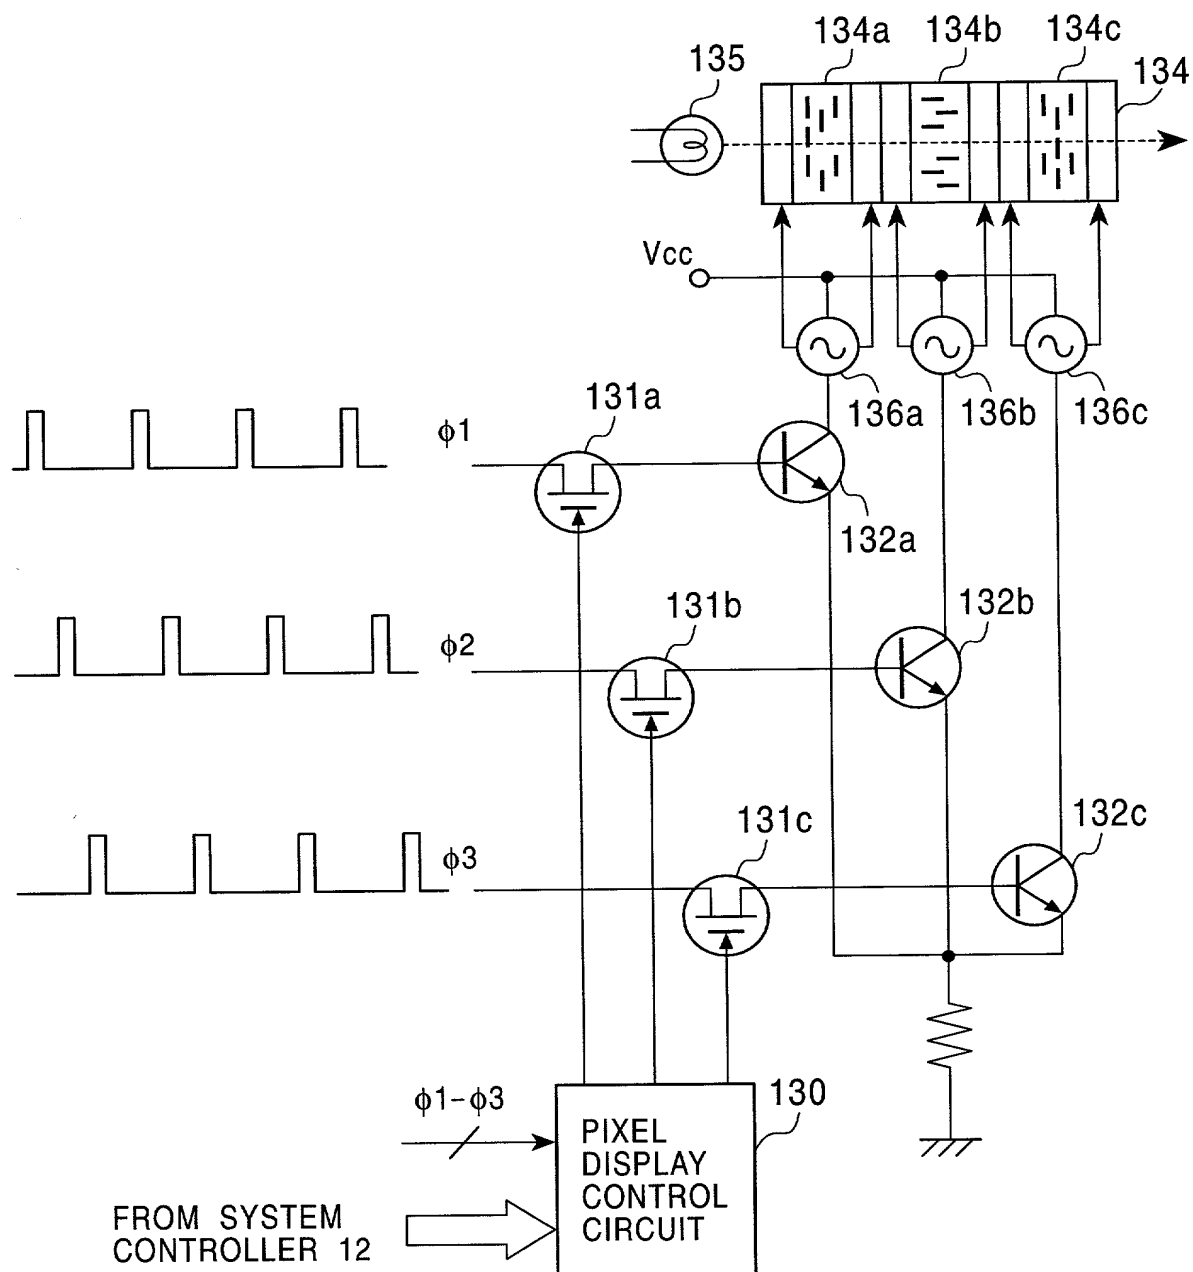 134a
134b
134c
135
134
Vcc
136a
136b
136c
131a
ϕ1
132a
131b
132b
ϕ2
131c
132c
ϕ3
ϕ1-ϕ3
130
PIXEL
DISPLAY
CONTROL
CIRCUIT
FROM SYSTEM
CONTROLLER 12